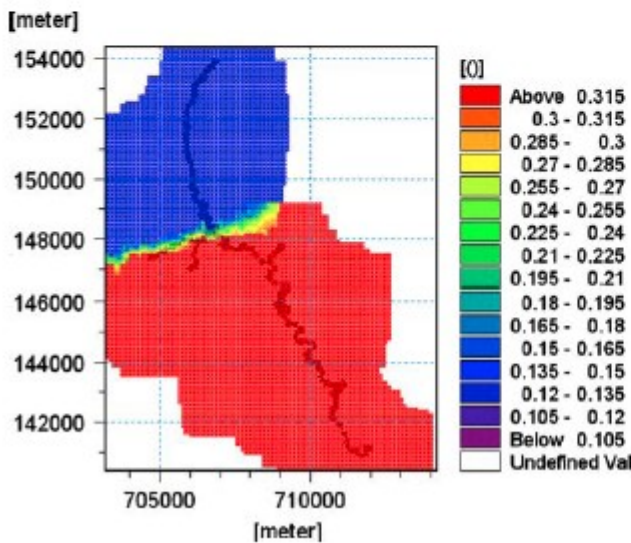 [meter]
154000
152000
150000
148000
146000
144000
142000
705000 710000
[meter]
[()]
Above 0.315
0.3 - 0.315
0.285 - 0.3
0.27 - 0.285
0.255 - 0.27
0.24 - 0.255
0.225 - 0.24
0.21 - 0.225
0.195 - 0.21
0.18 - 0.195
0.165 - 0.18
0.15 - 0.165
0.135 - 0.15
0.12 - 0.135
0.105 - 0.12
Below 0.105
Undefined Val